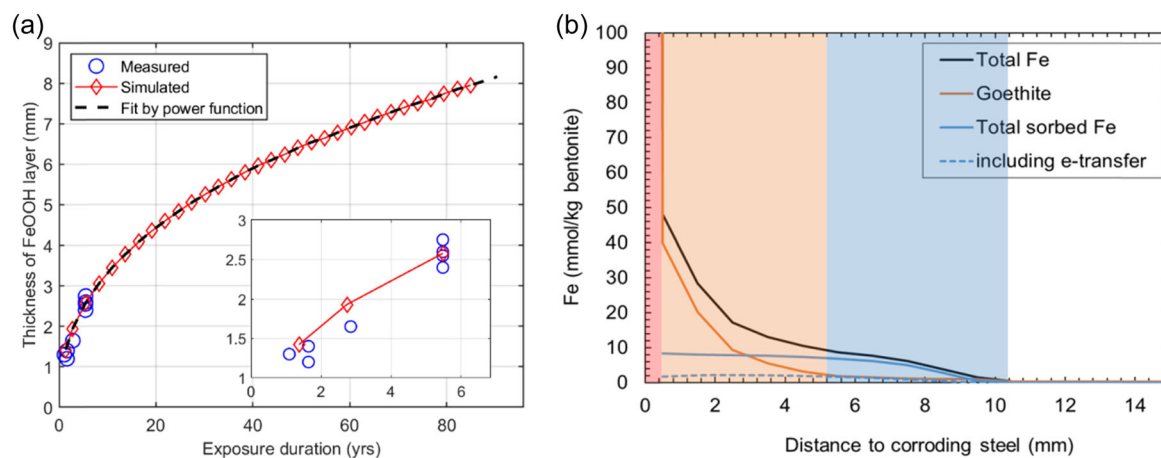 (a)
9
8
7
6
5
4
3
2
1
0
Thickness of FeOOH layer (mm)
Measured
Simulated
Fit by power function
3
2.5
2
1.5
1
0 2 4 6
0 20 40 60 80
Exposure duration (yrs)
(b)
100
90
80
70
60
50
40
30
20
10
0
Fe (mmol/kg bentonite)
Total Fe
Goethite
Total sorbed Fe
including e-transfer
0 2 4 6 8 10 12 14
Distance to corroding steel (mm)